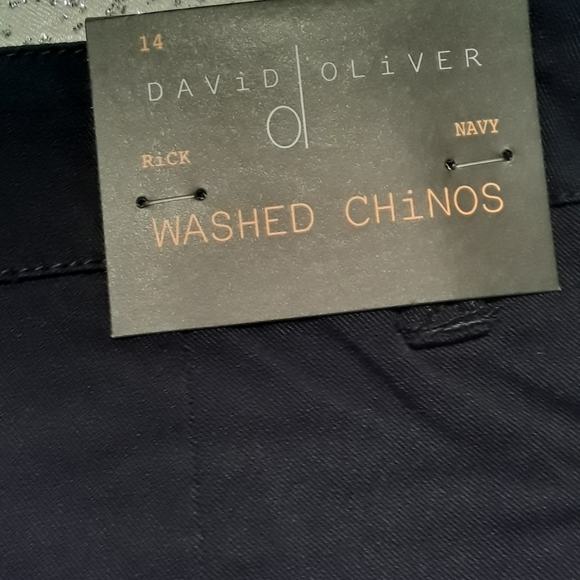 14
DAViD OLiVER
RiCK
NAVY
WASHED CHiNOS